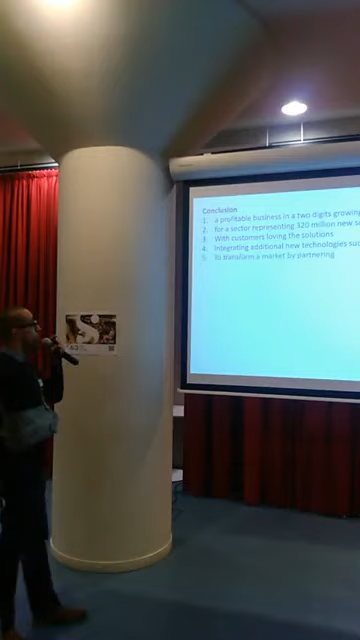 Conclusion
1. a profitable business in a two digits growing
2. for a sector representing 320 million new
3. With customers loving the solutions
4. Integrating additional new technologies
5. To transform a market by partnering